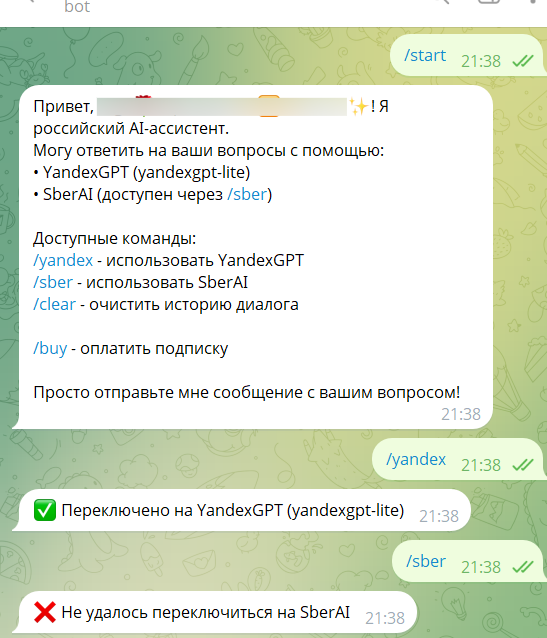 bot
/start 21:38
Привет, ! Я
российский AI-ассистент.
Могу ответить на ваши вопросы с помощью:
• YandexGPT (yandexgpt-lite)
• SberAI (доступен через /sber)
Доступные команды:
/yandex - использовать YandexGPT
/sber - использовать SberAI
/clear - очистить историю диалога
/buy - оплатить подписку
Просто отправьте мне сообщение с вашим вопросом!
21:38
/yandex 21:38
✅ Переключено на YandexGPT (yandexgpt-lite) 21:38
/sber 21:38
❌ Не удалось переключиться на SberAI 21:38